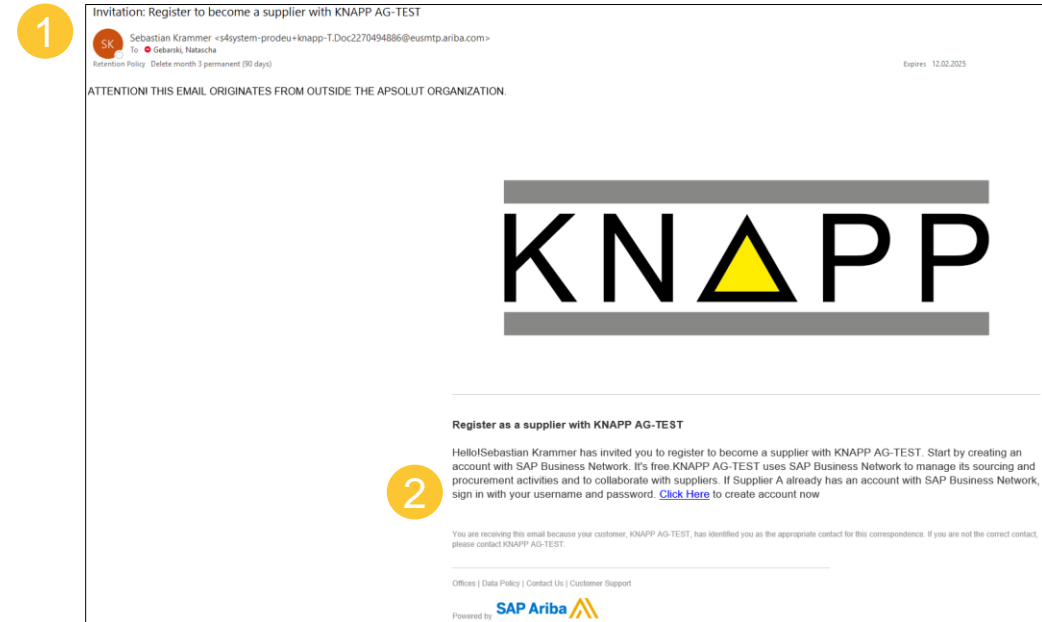 Invitation: Register to become a supplier with KNAPP AG-TEST
1
SK
Sebastian Krammer <s4system-prodeu+knapp-T.Doc2270494886@eusmtp.ariba.com>
To Gebarski, Natascha
Retention Policy Delete month 3 permanent (90 days)
Expires 12.02.2025
ATTENTION! THIS EMAIL ORIGINATES FROM OUTSIDE THE APSOLUT ORGANIZATION.
KNAPP
Register as a supplier with KNAPP AG-TEST
Hello!Sebastian Krammer has invited you to register to become a supplier with KNAPP AG-TEST. Start by creating an
account with SAP Business Network. It's free.KNAPP AG-TEST uses SAP Business Network to manage its sourcing and
procurement activities and to collaborate with suppliers. If Supplier A already has an account with SAP Business Network,
2
sign in with your username and password. Click Here to create account now
You are receiving this email because your customer, KNAPP AG-TEST, has identified you as the appropriate contact for this correspondence. If you are not the correct contact,
please contact KNAPP AG-TEST.
Offices | Data Policy | Contact Us | Customer Support
Powered by SAP Ariba